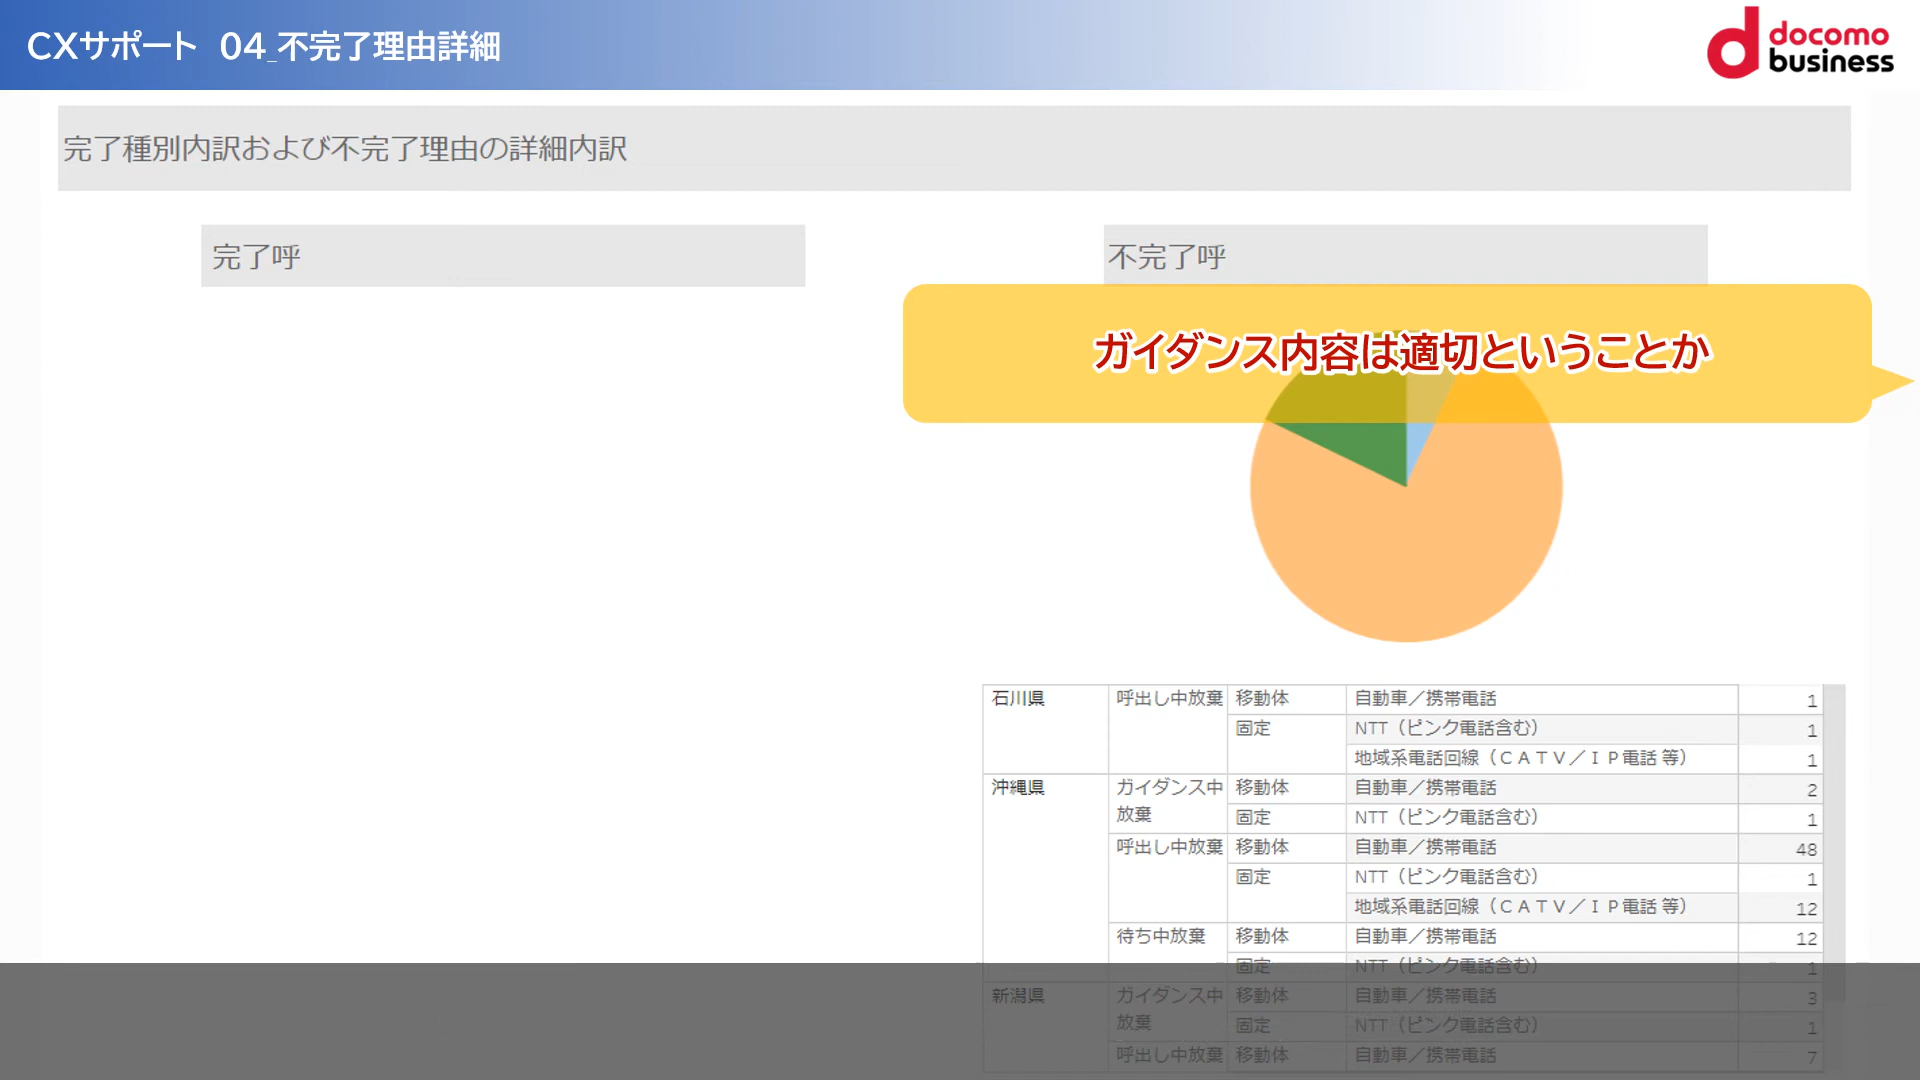 CXサポート 04_不完了理由詳細
docomo business
完了種別内訳および不完了理由の詳細内訳
完了呼
不完了呼
ガイダンス内容は適切ということか
石川県 呼出し中放棄 移動体 自動車／携帯電話 1
固定 NTT（ピンク電話含む） 1
地域系電話回線（ＣＡＴＶ／ＩＰ電話 等） 1
沖縄県 ガイダンス中放棄 移動体 自動車／携帯電話 2
固定 NTT（ピンク電話含む） 1
呼出し中放棄 移動体 自動車／携帯電話 48
固定 NTT（ピンク電話含む） 1
地域系電話回線（ＣＡＴＶ／ＩＰ電話 等） 12
待ち中放棄 移動体 自動車／携帯電話 12
固定 NTT（ピンク電話含む） 1
新潟県 ガイダンス中放棄 移動体 自動車／携帯電話 3
固定 NTT（ピンク電話含む） 1
呼出し中放棄 移動体 自動車／携帯電話 7